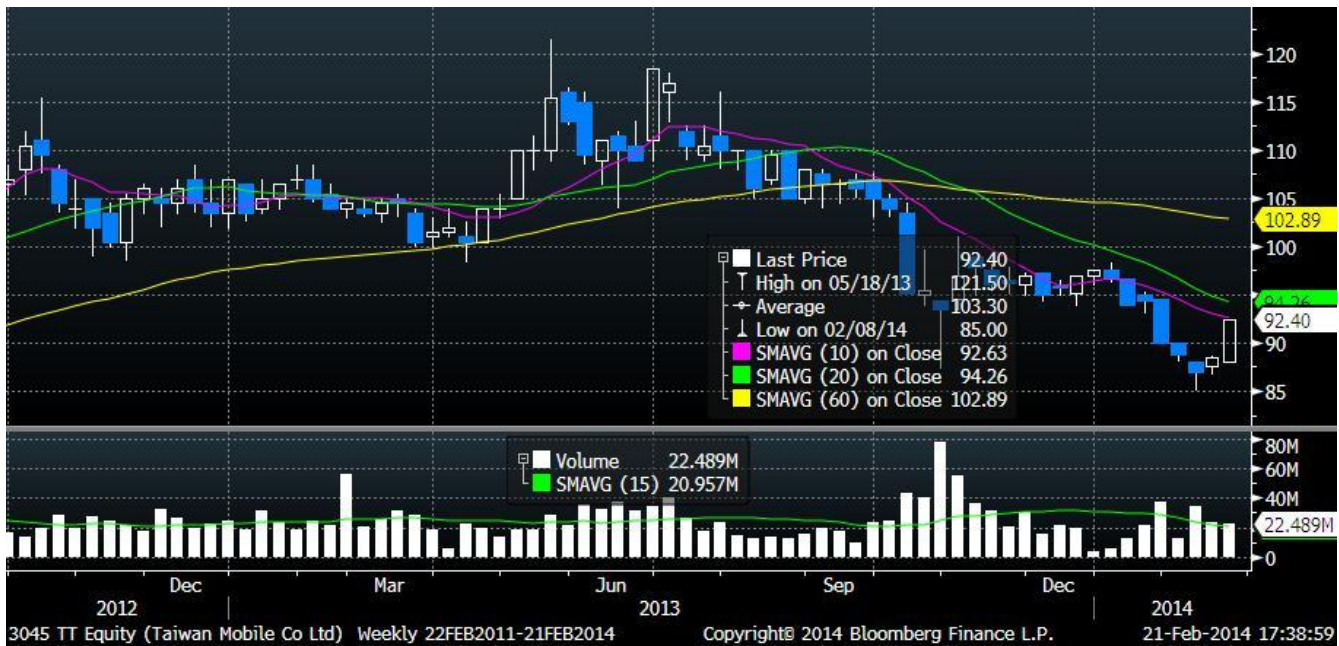 120
115
110
105
102.89
100
94.26
92.40
90
85
Last Price 92.40
High on 05/18/13 121.50
Average 103.30
Low on 02/08/14 85.00
SMAVG (10) on Close 92.63
SMAVG (20) on Close 94.26
SMAVG (60) on Close 102.89
Volume 22.489M
SMAVG (15) 20.957M
80M
60M
40M
22.489M
0
Dec Mar Jun Sep Dec
2012 2013 2014
3045 TT Equity (Taiwan Mobile Co Ltd) Weekly 22FEB2011-21FEB2014 Copyright© 2014 Bloomberg Finance L.P. 21-Feb-2014 17:38:59